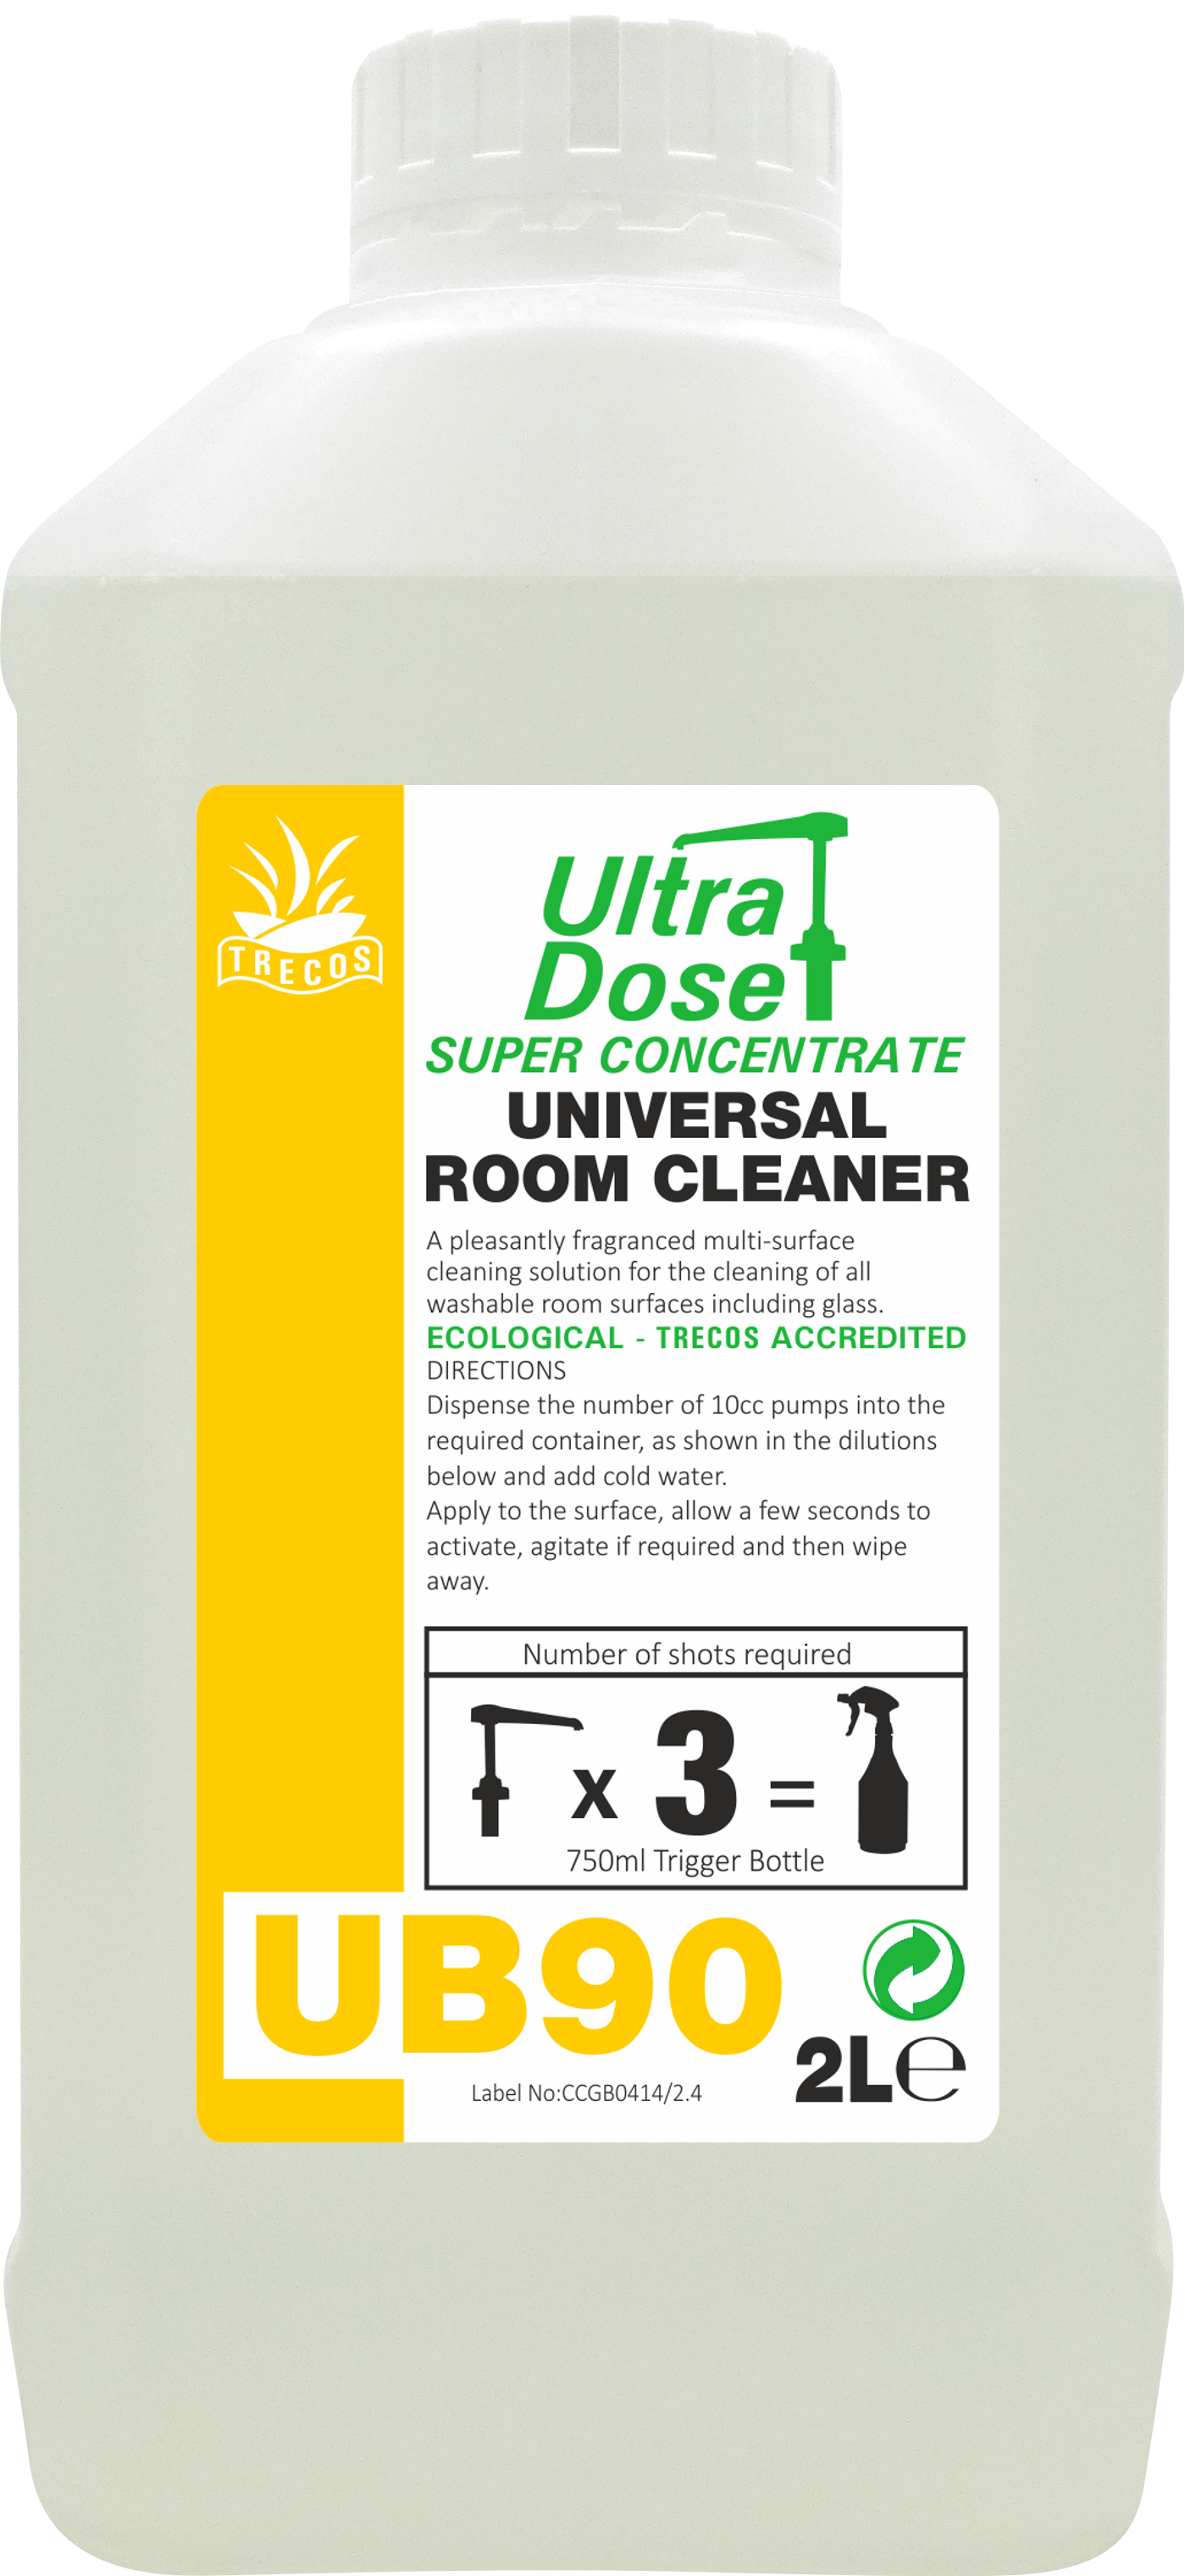 TRECOS
Ultra
Dose
SUPER CONCENTRATE
UNIVERSAL
ROOM CLEANER
A pleasantly fragranced multi-surface
cleaning solution for the cleaning of all
washable room surfaces including glass.
ECOLOGICAL - TRECOS ACCREDITED
DIRECTIONS
Dispense the number of 10cc pumps into the
required container, as shown in the dilutions
below and add cold water.
Apply to the surface, allow a few seconds to
activate, agitate if required and then wipe
away.
Number of shots required
x 3 =
750ml Trigger Bottle
UB90
2L℮
Label No:CCGB0414/2.4